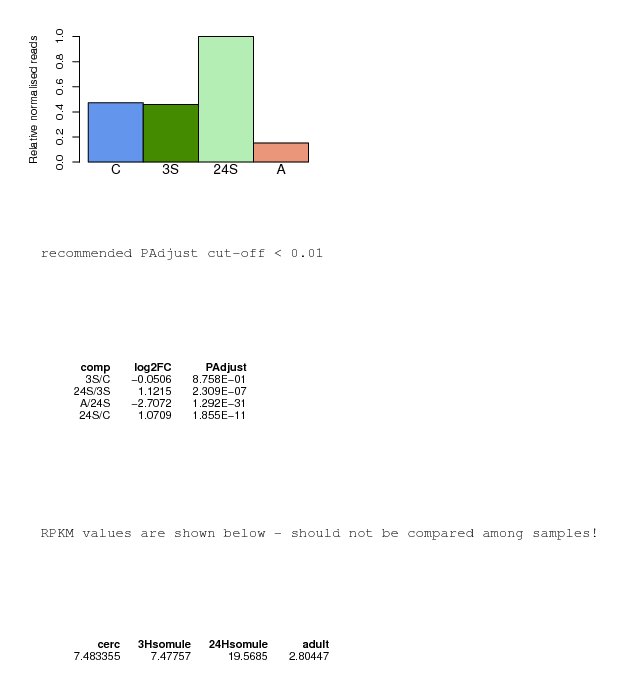 Relative normalised reads
1.0
0.8
0.6
0.4
0.2
0.0
C 3S 24S A
recommended PAdjust cut-off < 0.01
comp log2FC PAdjust
3S/C −0.0506 8.758E−01
24S/3S 1.1215 2.309E−07
A/24S −2.7072 1.292E−31
24S/C 1.0709 1.855E−11
RPKM values are shown below - should not be compared among samples!
cerc 3Hsomule 24Hsomule adult
7.483355 7.47757 19.5685 2.80447